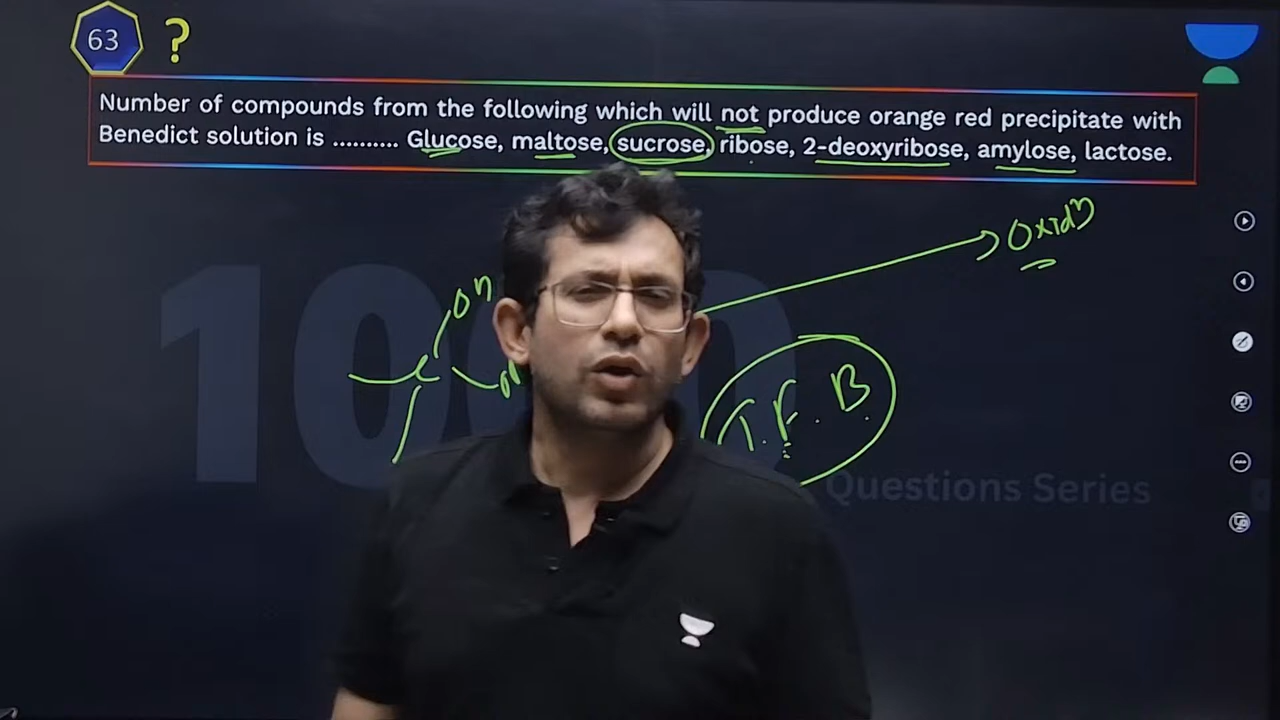 63 ?
Number of compounds from the following which will not produce orange red precipitate with
Benedict solution is .......... Glucose, maltose, sucrose, ribose, 2-deoxyribose, amylose, lactose.
Oxidn
OH
C
T.F.B
Questions Series